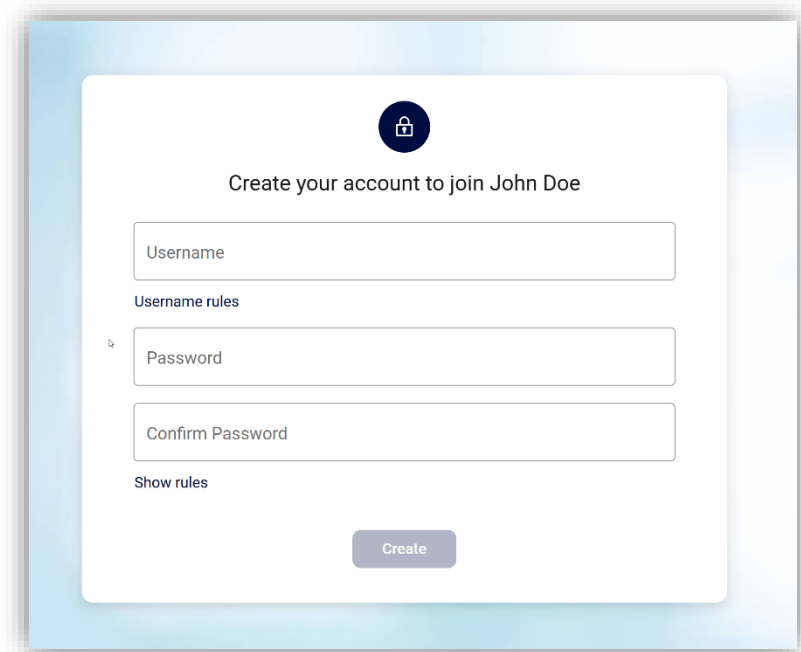 Create your account to join John Doe
Username
Username rules
Password
Confirm Password
Show rules
Create